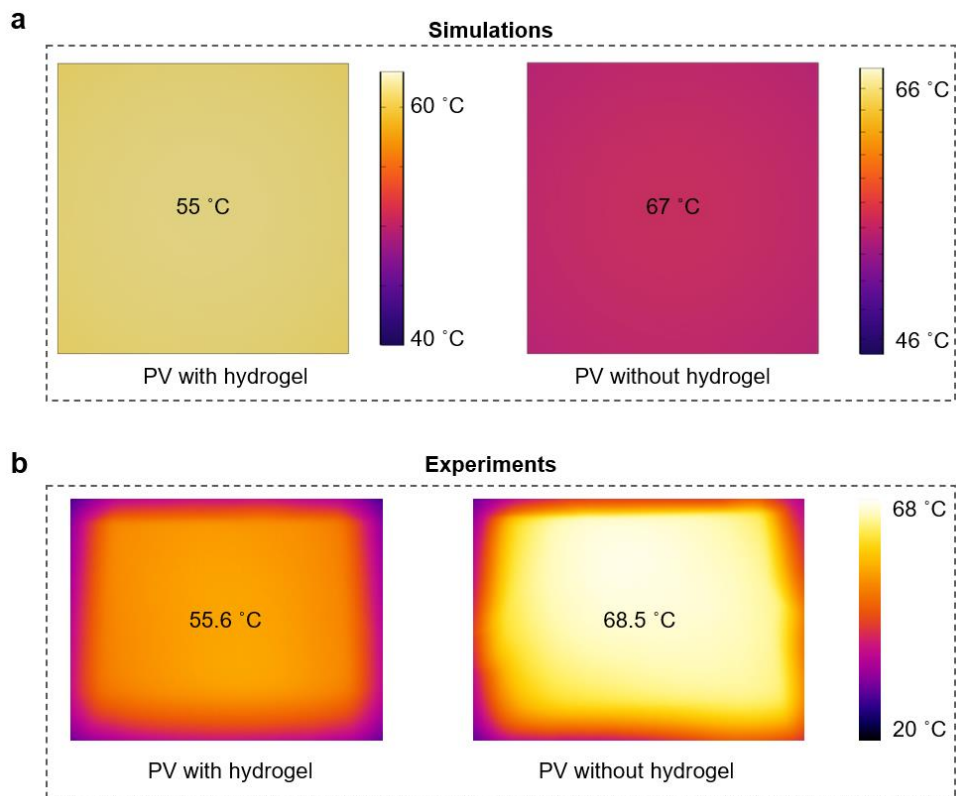 a
Simulations
60 ˚C
66 ˚C
55 ˚C
67 ˚C
40 ˚C
46 ˚C
PV with hydrogel
PV without hydrogel
b
Experiments
68 ˚C
55.6 ˚C
68.5 ˚C
20 ˚C
PV with hydrogel
PV without hydrogel